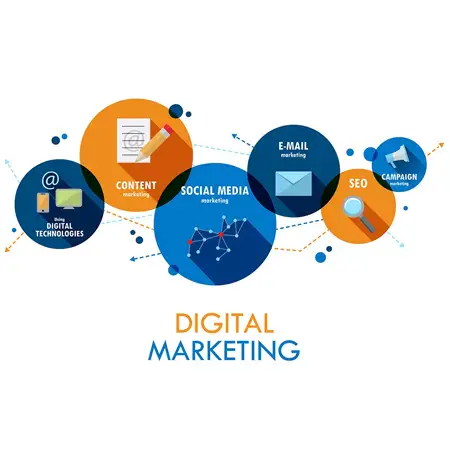 Using
DIGITAL
TECHNOLOGIES
CONTENT
marketing
SOCIAL MEDIA
marketing
E-MAIL
marketing
SEO
CAMPAIGN
marketing
DIGITAL
MARKETING